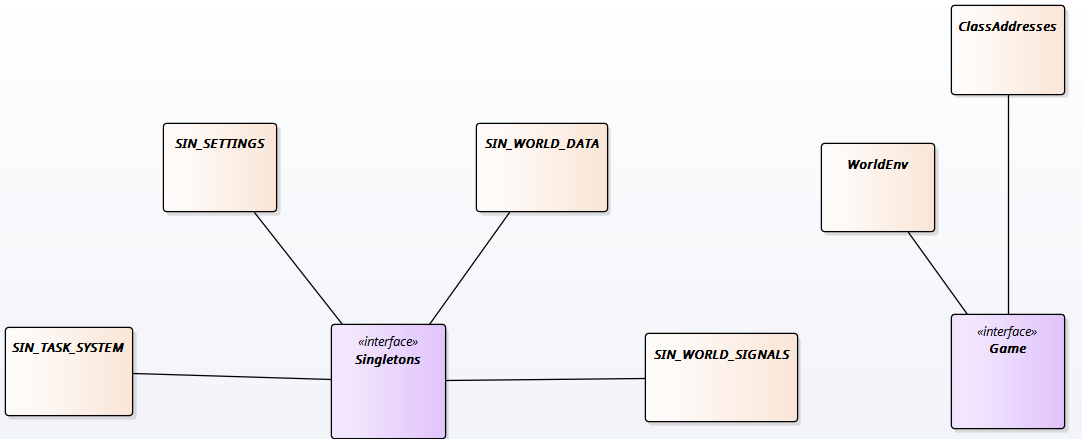 ClassAddresses
SIN_SETTINGS
SIN_WORLD_DATA
WorldEnv
SIN_TASK_SYSTEM
«interface»
Singletons
SIN_WORLD_SIGNALS
«interface»
Game